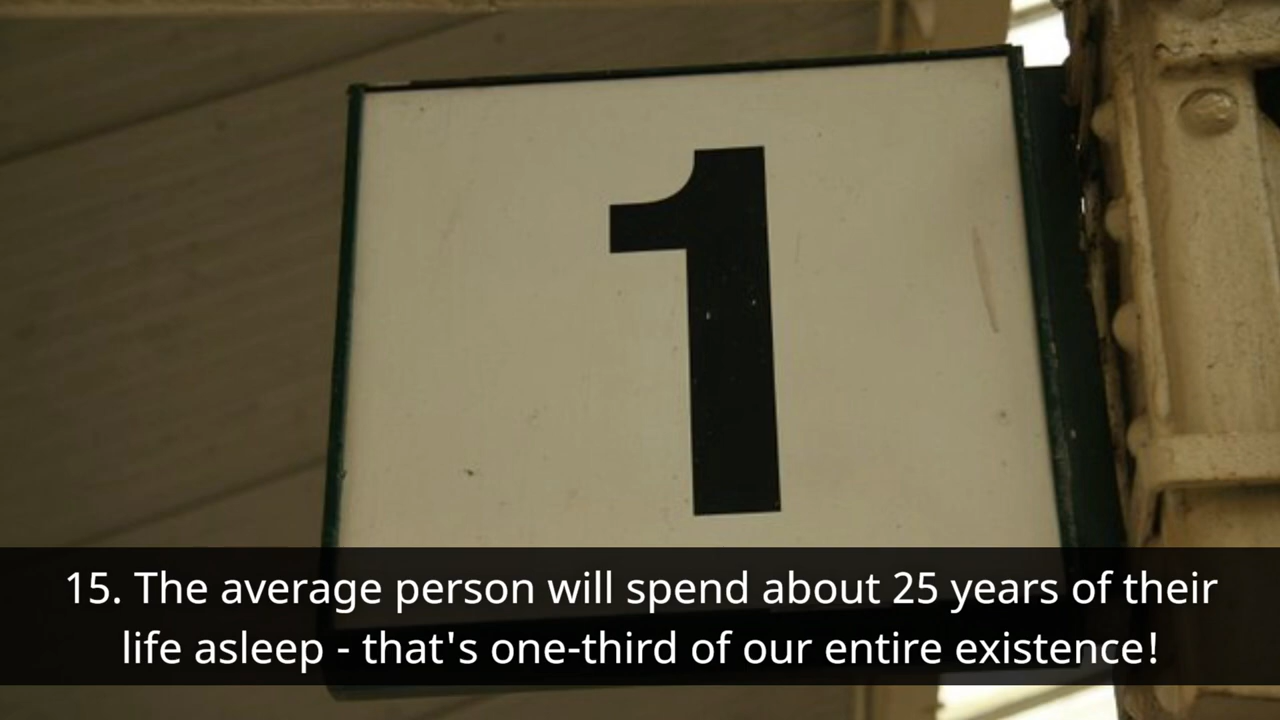 1
15. The average person will spend about 25 years of their
life asleep - that's one-third of our entire existence!